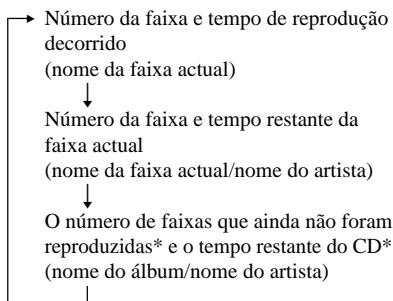 Número da faixa e tempo de reprodução
decorrido
(nome da faixa actual)
Número da faixa e tempo restante da
faixa actual
(nome da faixa actual/nome do artista)
O número de faixas que ainda não foram
reproduzidas* e o tempo restante do CD*
(nome do álbum/nome do artista)